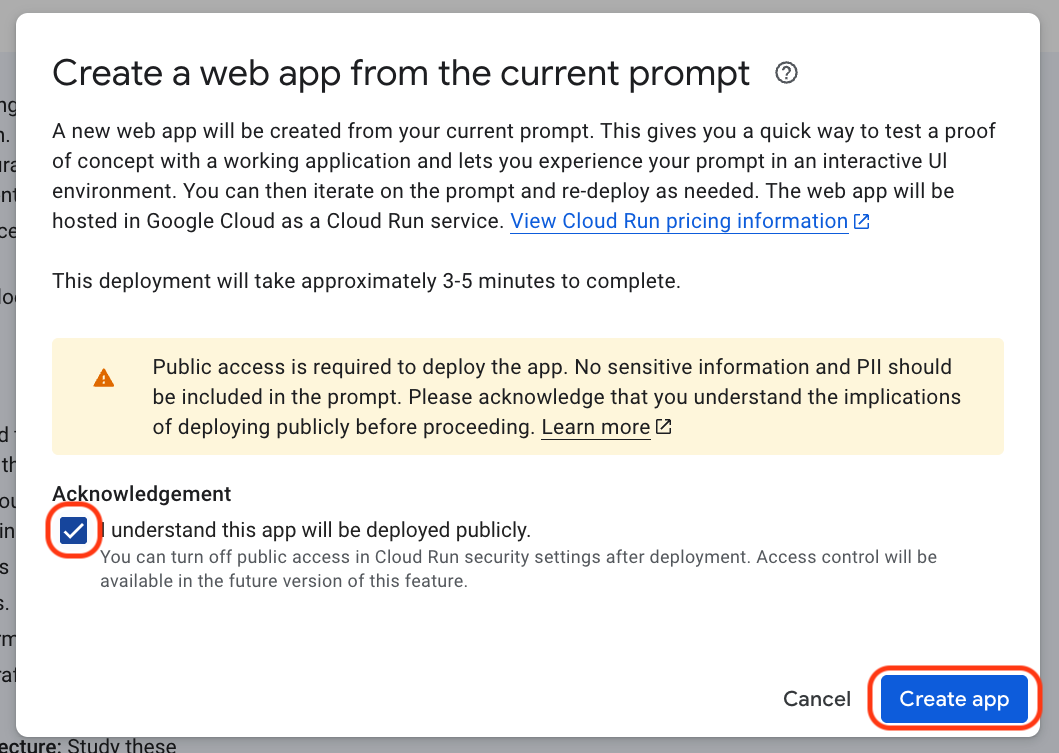 Create a web app from the current prompt
A new web app will be created from your current prompt. This gives you a quick way to test a proof
of concept with a working application and lets you experience your prompt in an interactive UI
environment. You can then iterate on the prompt and re-deploy as needed. The web app will be
hosted in Google Cloud as a Cloud Run service. View Cloud Run pricing information
This deployment will take approximately 3-5 minutes to complete.
Public access is required to deploy the app. No sensitive information and PII should
be included in the prompt. Please acknowledge that you understand the implications
of deploying publicly before proceeding. Learn more
Acknowledgement
I understand this app will be deployed publicly.
You can turn off public access in Cloud Run security settings after deployment. Access control will be
available in the future version of this feature.
Cancel
Create app
ecture: Study these